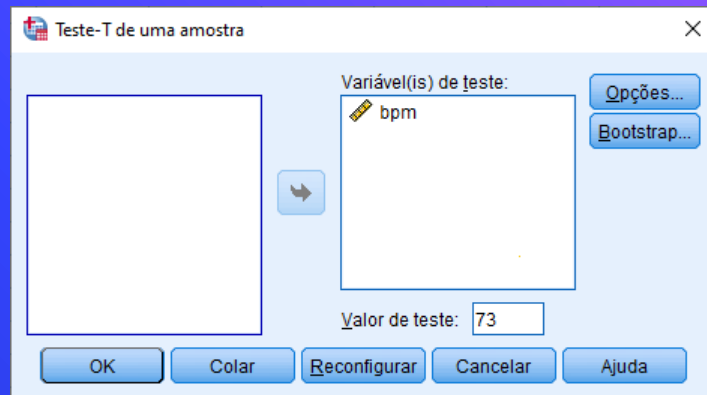 Teste-T de uma amostra
Variável(is) de teste:
bpm
Opções...
Bootstrap...
Valor de teste: 73
OK Colar Reconfigurar Cancelar Ajuda